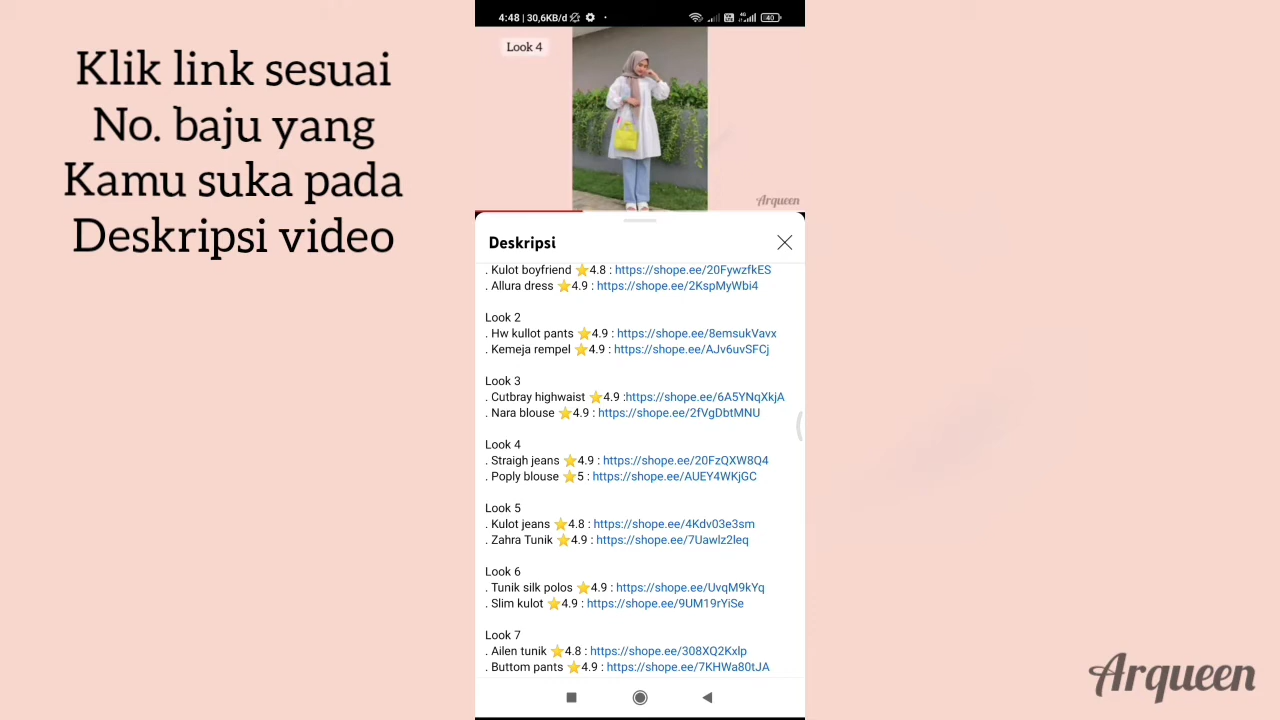 Klik link sesuai
No. baju yang
Kamu suka pada
Deskripsi video
4:48 | 30,6KB/d
4G
40
Look 4
Arqueen
Deskripsi
. Kulot boyfriend ⭐4.8 : https://shope.ee/20FywzfkES
. Allura dress ⭐4.9 : https://shope.ee/2KspMyWbi4
Look 2
. Hw kullot pants ⭐4.9 : https://shope.ee/8emsukVavx
. Kemeja rempel ⭐4.9 : https://shope.ee/AJv6uvSFCj
Look 3
. Cutbray highwaist ⭐4.9 :https://shope.ee/6A5YNqXkjA
. Nara blouse ⭐4.9 : https://shope.ee/2fVgDbtMNU
Look 4
. Straigh jeans ⭐4.9 : https://shope.ee/20FzQXW8Q4
. Poply blouse ⭐5 : https://shope.ee/AUEY4WKjGC
Look 5
. Kulot jeans ⭐4.8 : https://shope.ee/4Kdv03e3sm
. Zahra Tunik ⭐4.9 : https://shope.ee/7Uawlz2leq
Look 6
. Tunik silk polos ⭐4.9 : https://shope.ee/UvqM9kYq
. Slim kulot ⭐4.9 : https://shope.ee/9UM19rYiSe
Look 7
. Ailen tunik ⭐4.8 : https://shope.ee/308XQ2Kxlp
. Buttom pants ⭐4.9 : https://shope.ee/7KHWa80tJA
Arqueen